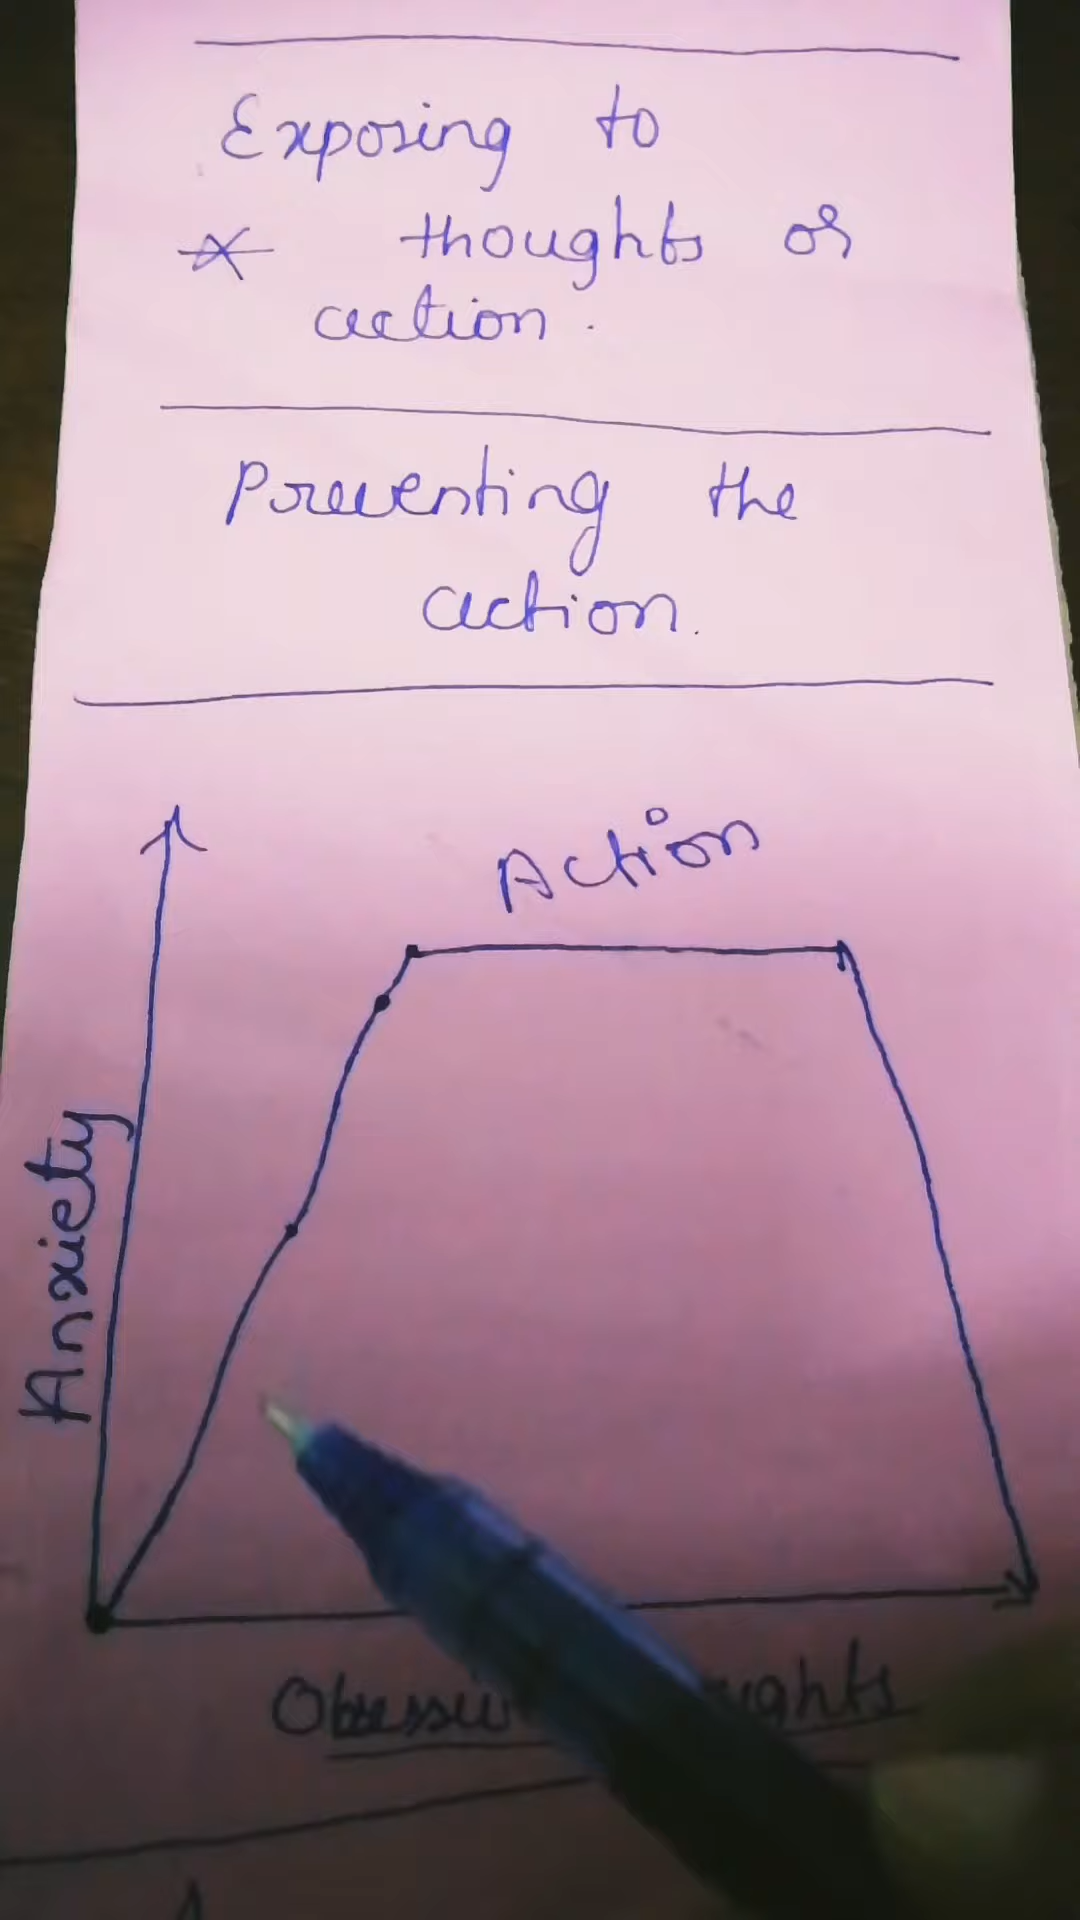 Exposing to
* thoughts or
action.
Preventing the
action.
Action
Anxiety